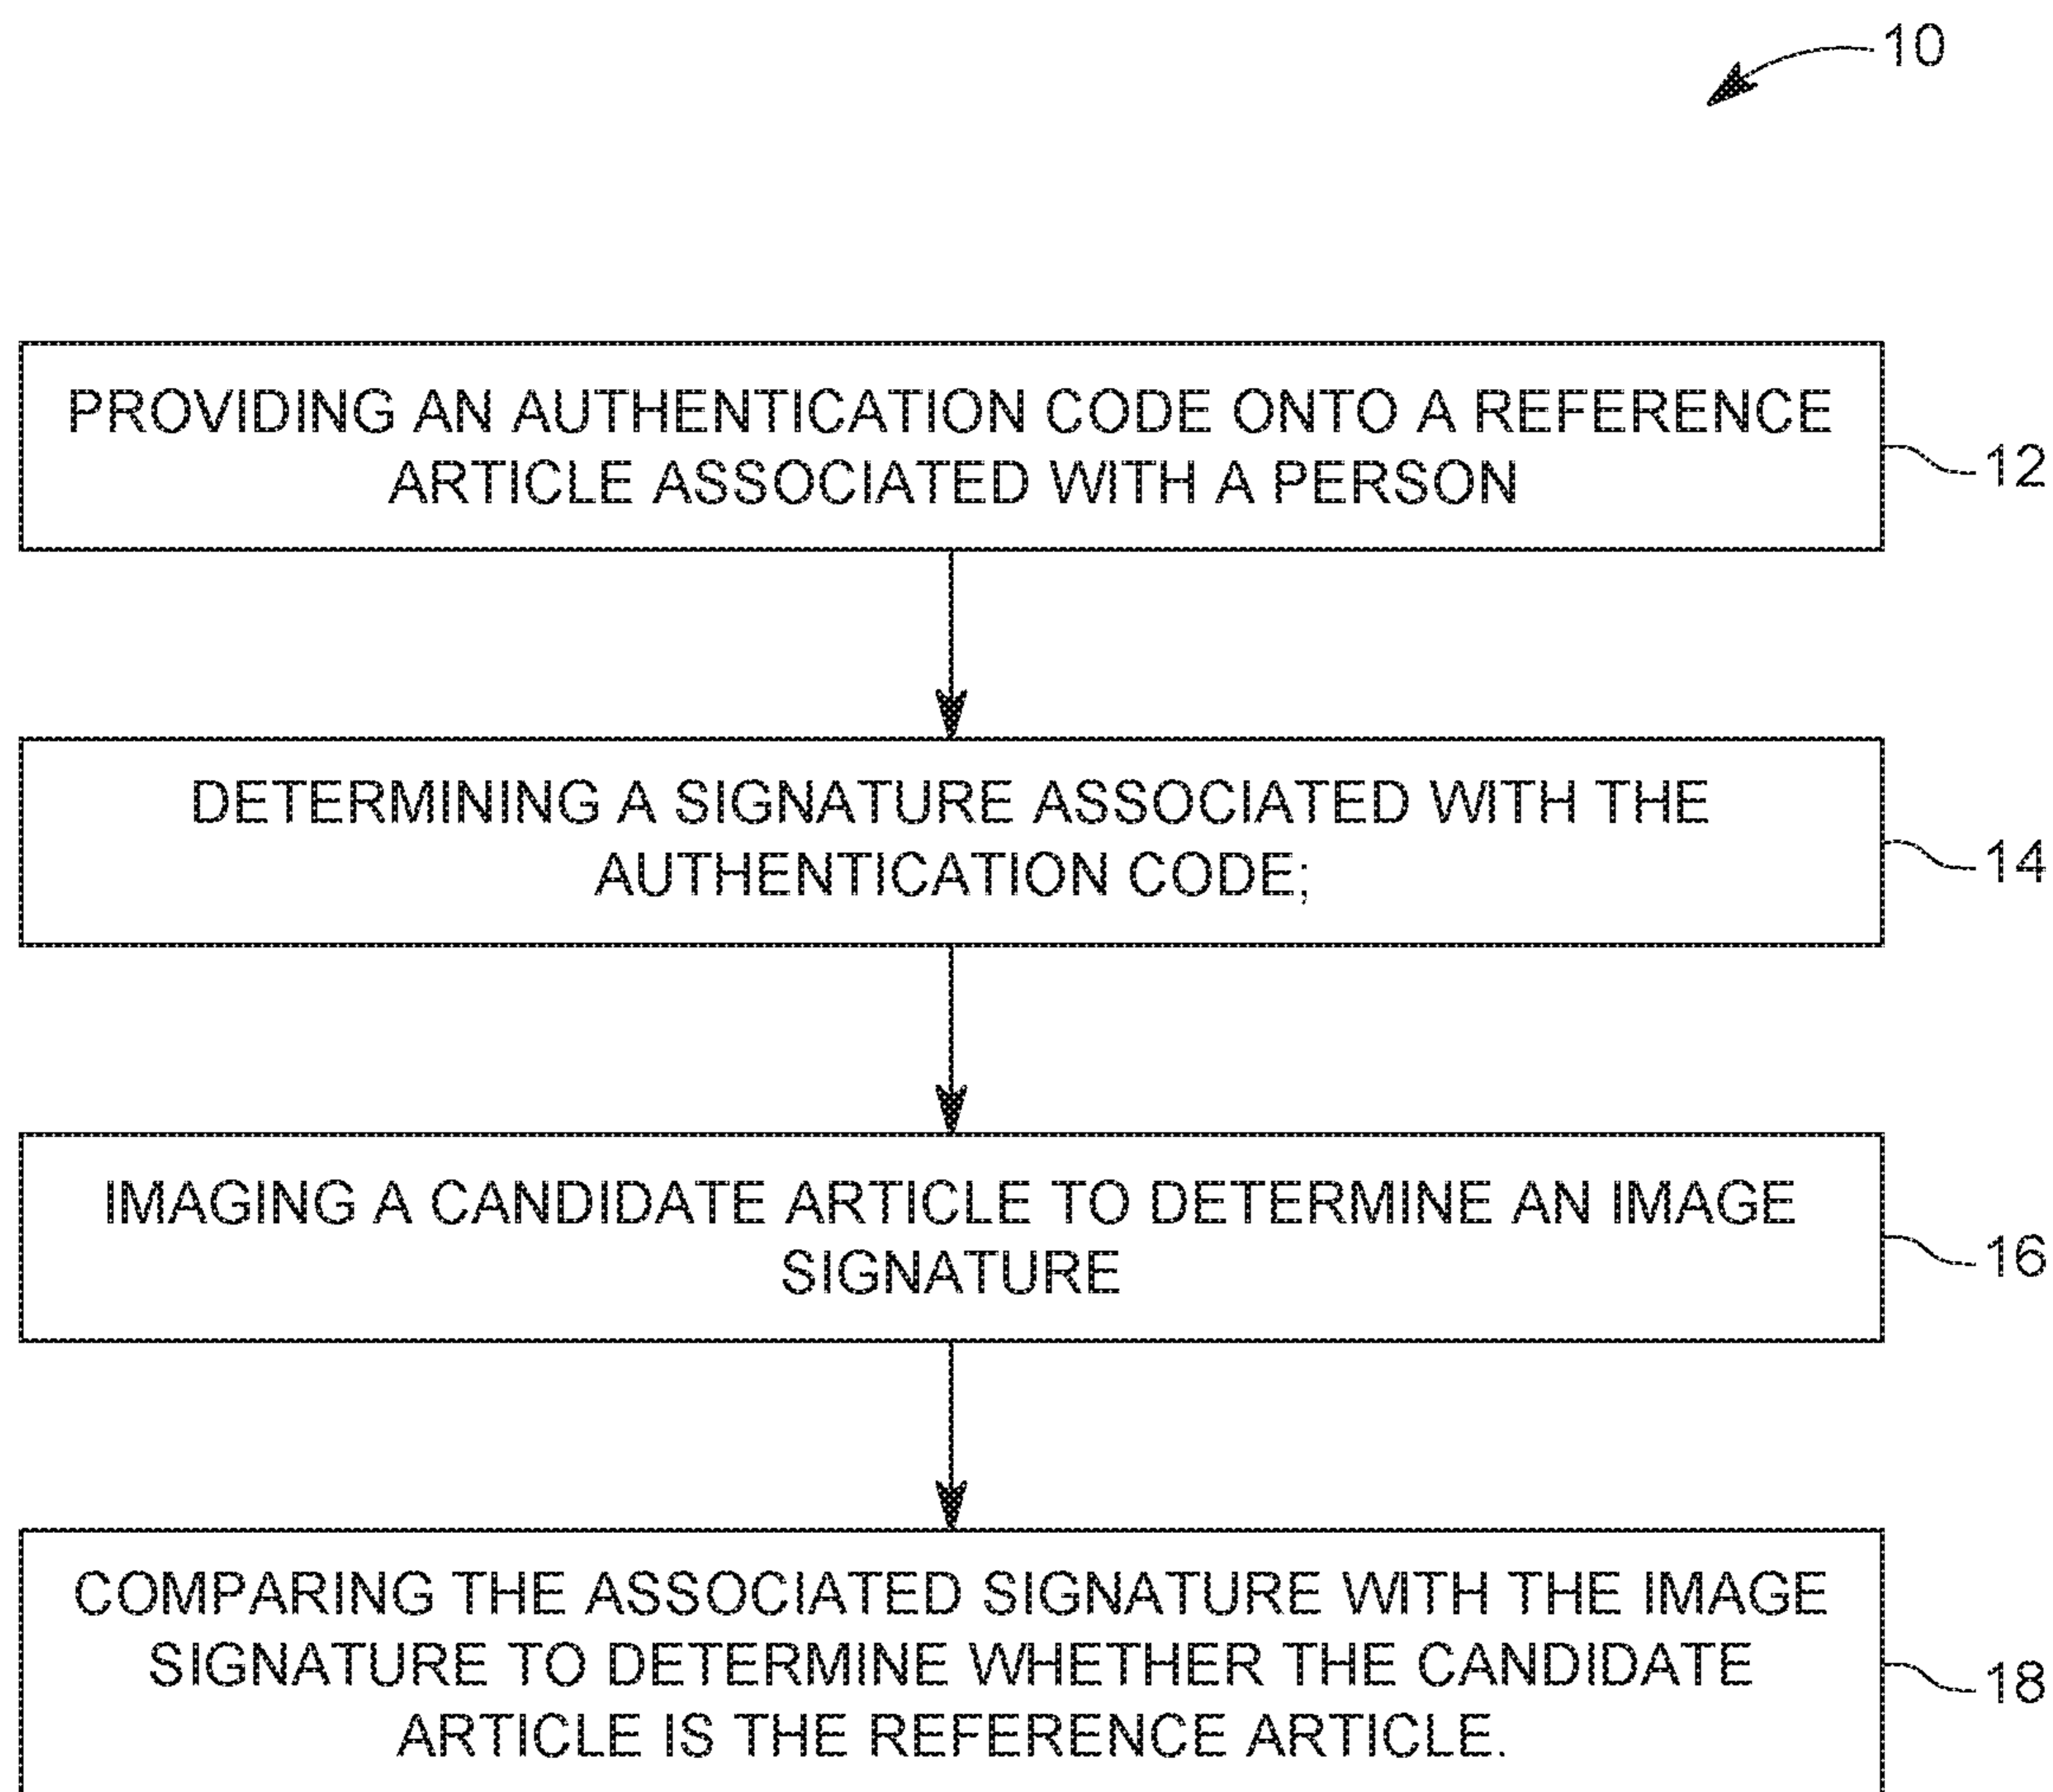 10
PROVIDING AN AUTHENTICATION CODE ONTO A REFERENCE
ARTICLE ASSOCIATED WITH A PERSON
12
DETERMINING A SIGNATURE ASSOCIATED WITH THE
AUTHENTICATION CODE;
14
IMAGING A CANDIDATE ARTICLE TO DETERMINE AN IMAGE
SIGNATURE
16
COMPARING THE ASSOCIATED SIGNATURE WITH THE IMAGE
SIGNATURE TO DETERMINE WHETHER THE CANDIDATE
ARTICLE IS THE REFERENCE ARTICLE.
18